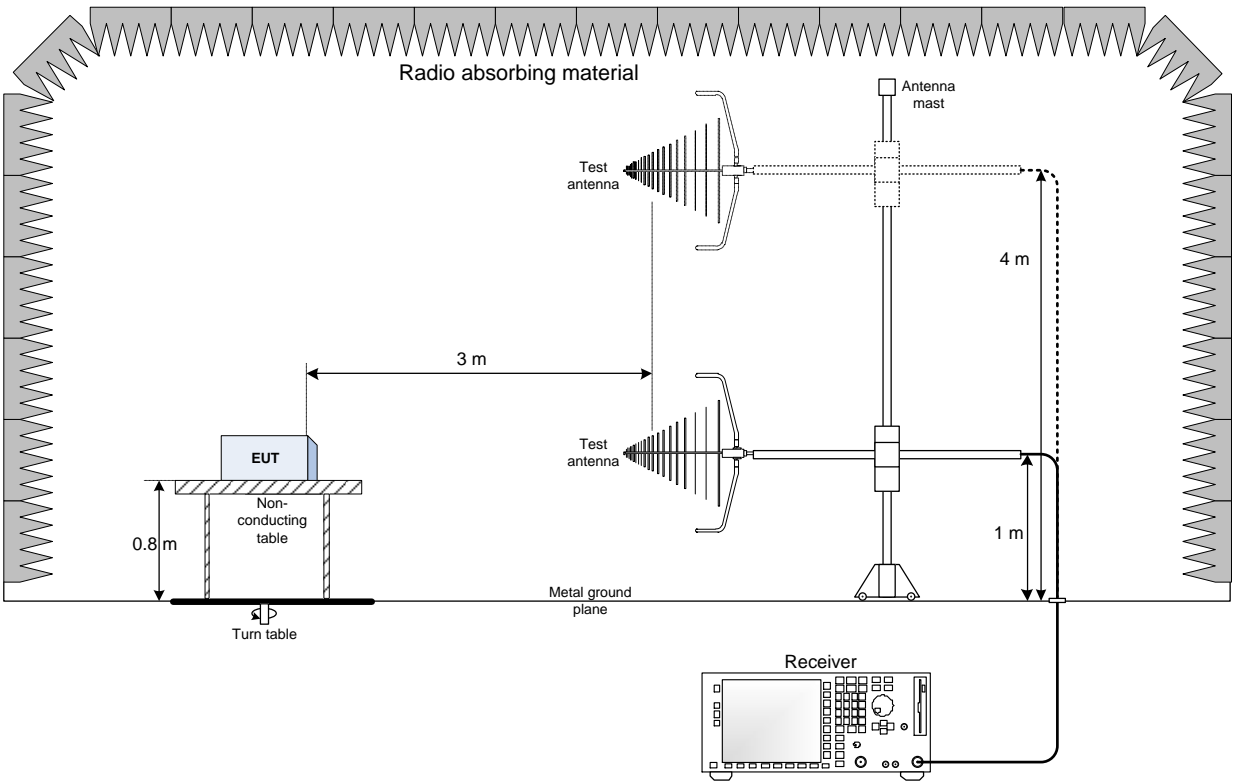 Radio absorbing material
Antenna
mast
Test
antenna
4 m
3 m
Test
antenna
EUT
Non-
conducting
table
0.8 m
1 m
Metal ground
plane
Turn table
Receiver